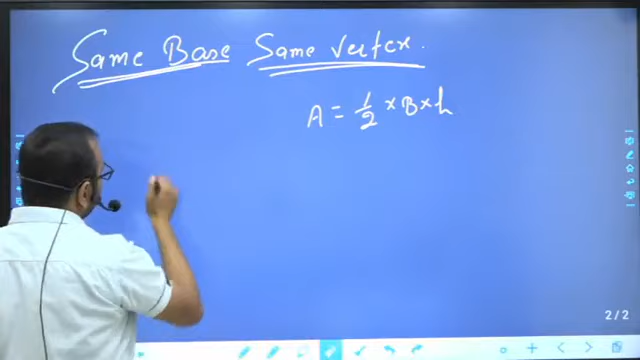 Same Base Same Vertex.
A = 1/2 × B × h
2/2